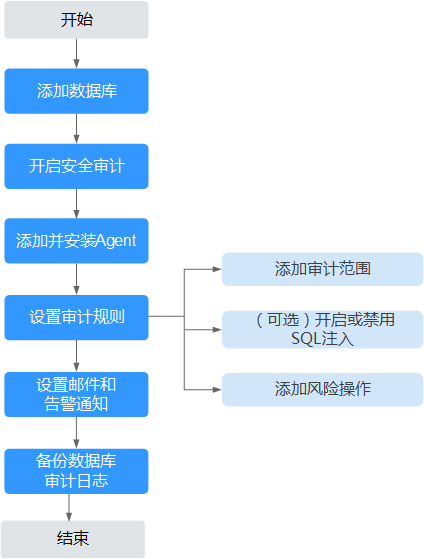 开始
添加数据库
开启安全审计
添加并安装Agent
设置审计规则
添加审计范围
（可选）开启或禁用
SQL注入
添加风险操作
设置邮件和
告警通知
备份数据库
审计日志
结束